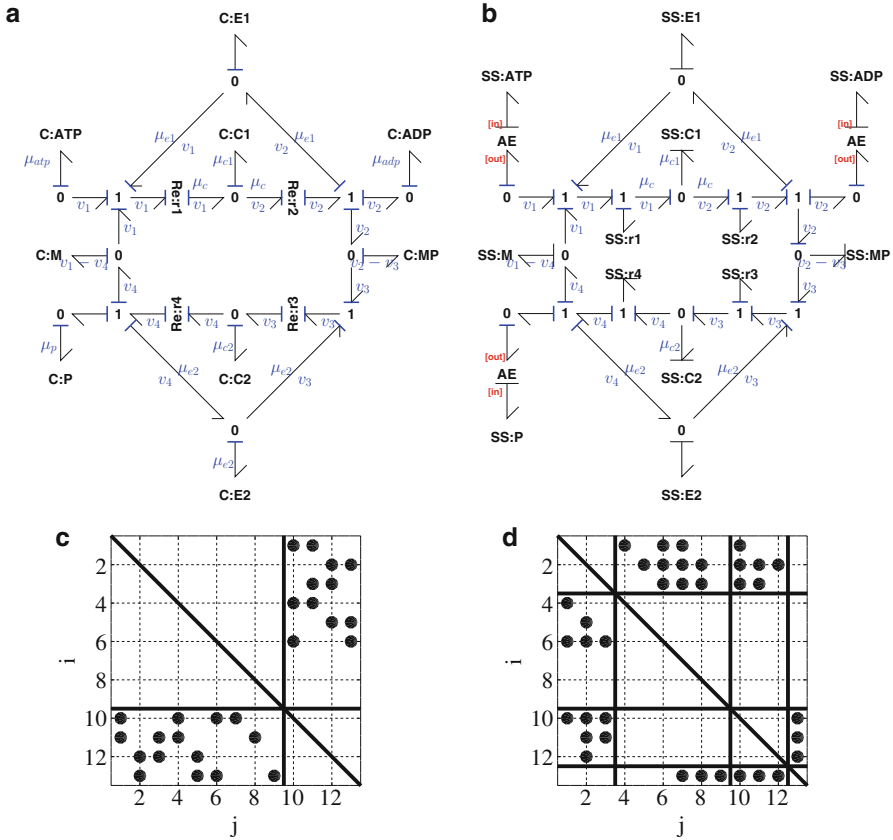 a
b
C:E1
SS:E1
0
0
SS:ATP
SS:ADP
μe1
v1
μe1
v2
μe1
v1
μe1
v2
[in]
[in]
C:ATP
C:C1
C:ADP
AE
SS:C1
AE
μatp
μc1
μadp
[out]
μc1
[out]
μc
μc
μc
μc
0
1
Re:r1
0
Re:r2
1
0
0
1
1
0
1
1
0
v1
v1
v1
v2
v2
v2
v1
v1
v1
v2
v2
v2
v1
v2
v1
SS:r1
SS:r2
v2
C:M
v1 − v4
0
0
v2 − v3
C:MP
SS:M
v1 − v4
0
0
v2 − v3
SS:MP
SS:r4
SS:r3
v4
v3
v4
v3
0
1
Re:r4
0
Re:r3
1
0
1
1
0
1
1
v4
v4
v3
v3
v4
v4
v3
v3
μp
μc2
[out]
μc2
C:P
C:C2
AE
SS:C2
μe2
v4
μe2
v3
[in]
v4
μe2
μe2
v3
SS:P
0
0
μe2
C:E2
SS:E2
c
d
2
4
6
8
10
12
i
2
4
6
8
10
12
j
2
4
6
8
10
12
i
2
4
6
8
10
12
j